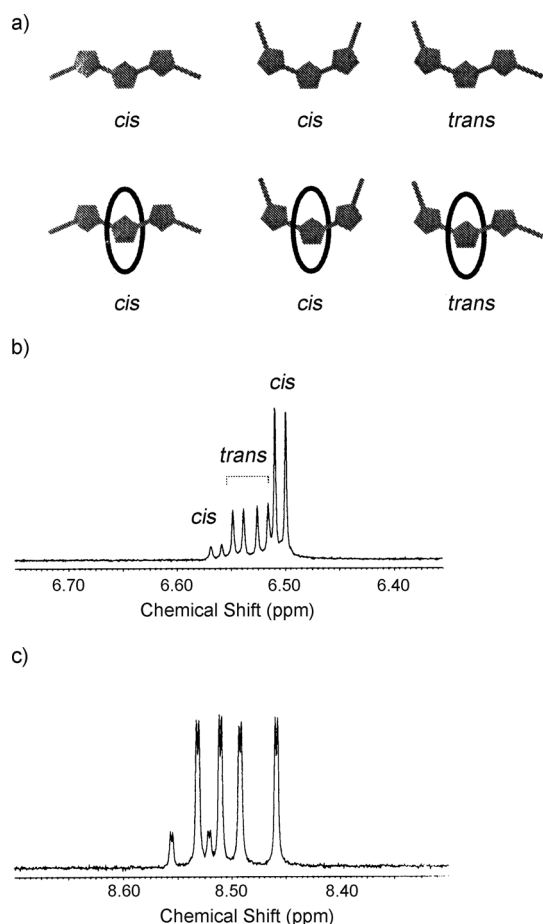 a)
cis cis trans
cis cis trans
b)
cis
trans
cis
6.70 6.60 6.50 6.40
Chemical Shift (ppm)
c)
8.60 8.50 8.40
Chemical Shift (ppm)